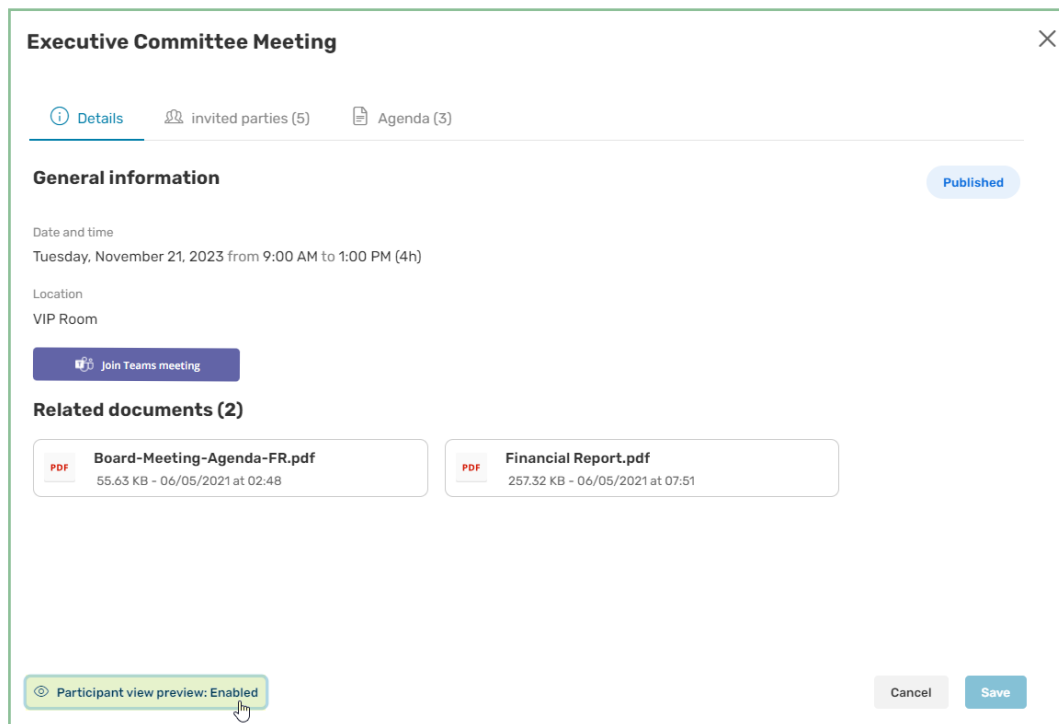 Executive Committee Meeting
Details
invited parties (5)
Agenda (3)
General information
Published
Date and time
Tuesday, November 21, 2023 from 9:00 AM to 1:00 PM (4h)
Location
VIP Room
Join Teams meeting
Related documents (2)
PDF
Board-Meeting-Agenda-FR.pdf
55.63 KB - 06/05/2021 at 02:48
PDF
Financial Report.pdf
257.32 KB - 06/05/2021 at 07:51
Participant view preview: Enabled
Cancel
Save